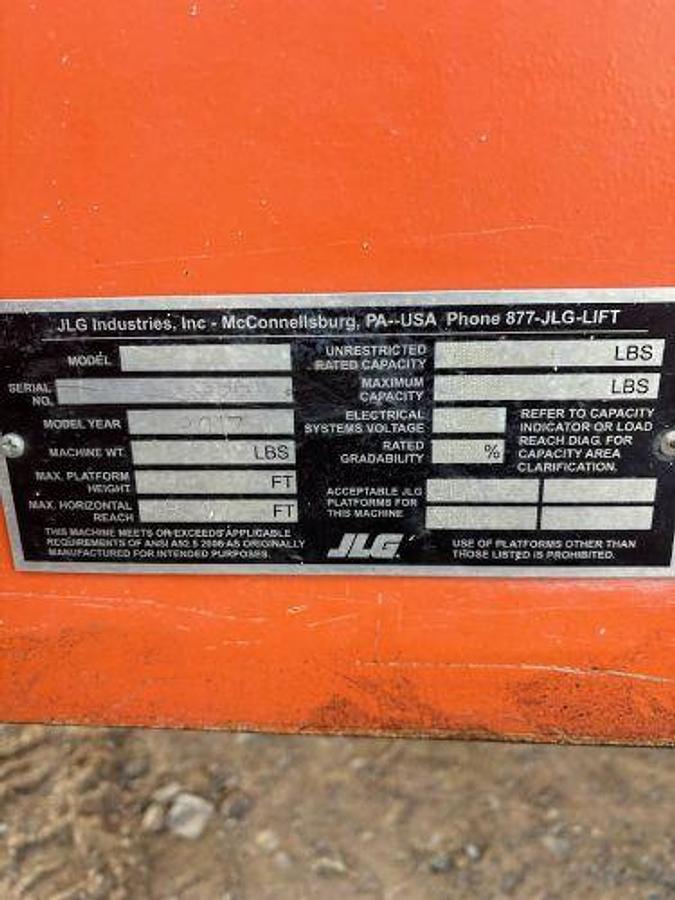 JLG Industries, Inc - McConnellsburg, PA--USA Phone 877-JLG-LIFT
MODEL
SERIAL
NO.
MODEL YEAR 2017
MACHINE WT. LBS
MAX. PLATFORM
HEIGHT FT
MAX. HORIZONTAL
REACH FT
THIS MACHINE MEETS OR EXCEEDS APPLICABLE
REQUIREMENTS OF ANSI A92.5 2006 AS ORIGINALLY
MANUFACTURED FOR INTENDED PURPOSES.
UNRESTRICTED
RATED CAPACITY LBS
MAXIMUM
CAPACITY LBS
ELECTRICAL
SYSTEMS VOLTAGE
RATED
GRADABILITY %
REFER TO CAPACITY
INDICATOR OR LOAD
REACH DIAG. FOR
CAPACITY AREA
CLARIFICATION.
ACCEPTABLE JLG
PLATFORMS FOR
THIS MACHINE
JLG
USE OF PLATFORMS OTHER THAN
THOSE LISTED IS PROHIBITED.